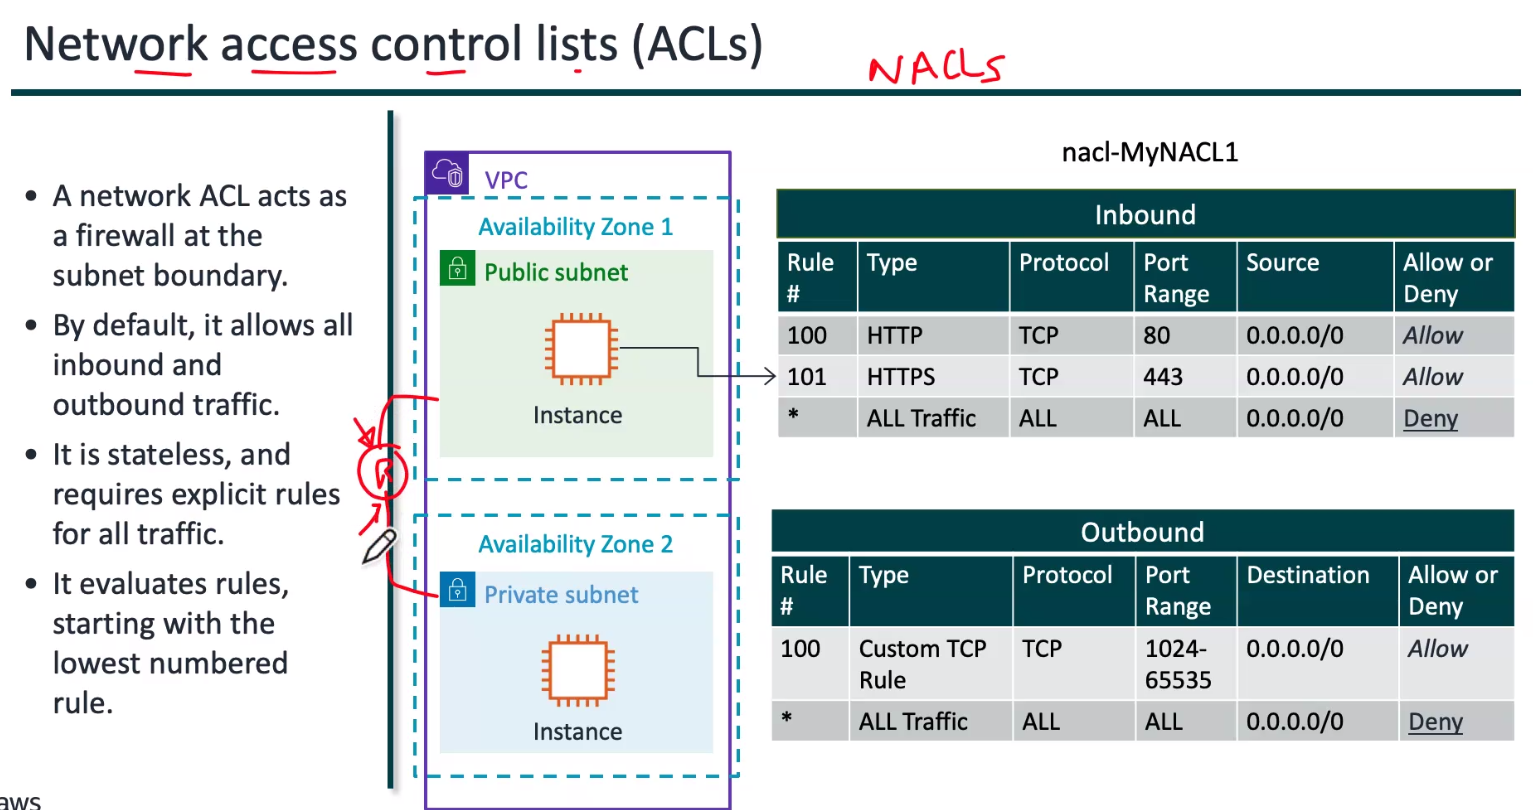 Network access control lists (ACLs)
NACLs
• A network ACL acts as
a firewall at the
subnet boundary.
• By default, it allows all
inbound and
outbound traffic.
• It is stateless, and
requires explicit rules
for all traffic.
• It evaluates rules,
starting with the
lowest numbered
rule.
R
VPC
Availability Zone 1
Public subnet
Instance
Availability Zone 2
Private subnet
Instance
nacl-MyNACL1
Inbound
Rule # Type Protocol Port Range Source Allow or Deny
100 HTTP TCP 80 0.0.0.0/0 Allow
101 HTTPS TCP 443 0.0.0.0/0 Allow
* ALL Traffic ALL ALL 0.0.0.0/0 Deny
Outbound
Rule # Type Protocol Port Range Destination Allow or Deny
100 Custom TCP Rule TCP 1024-65535 0.0.0.0/0 Allow
* ALL Traffic ALL ALL 0.0.0.0/0 Deny
aws